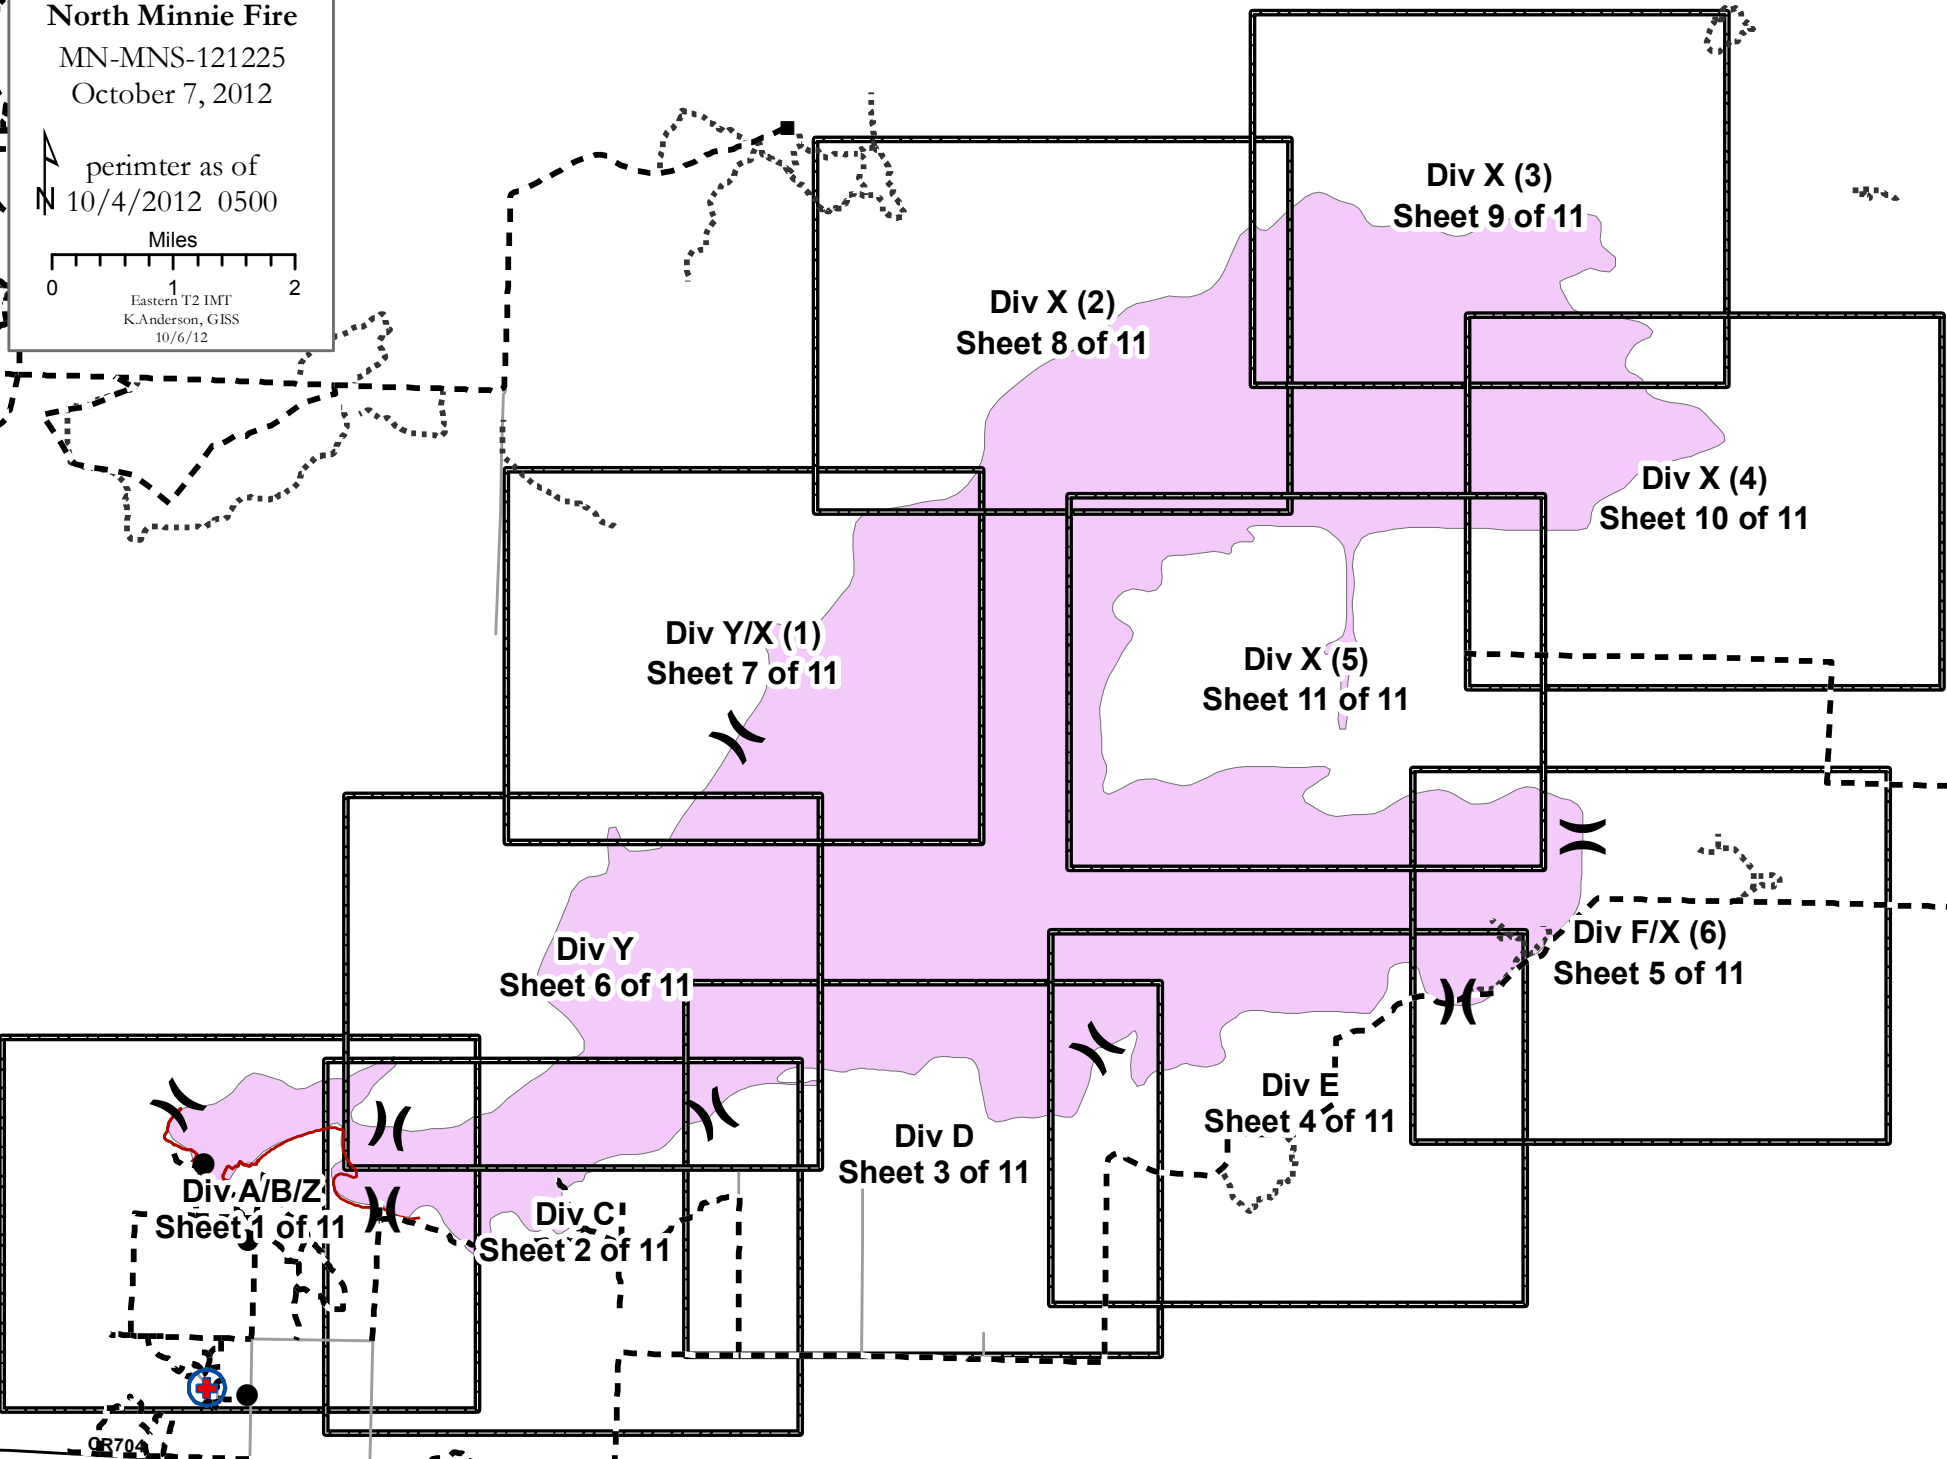 North Minnie Fire
MN-MNS-121225
October 7, 2012
perimter as of
N 10/4/2012 0500
Miles
0 1 2
Eastern T2 IMT
K.Anderson, GISS
10/6/12
Div X (3)
Sheet 9 of 11
Div X (2)
Sheet 8 of 11
Div X (4)
Sheet 10 of 11
Div Y/X (1)
Sheet 7 of 11
Div X (5)
Sheet 11 of 11
Div Y
Sheet 6 of 11
Div F/X (6)
Sheet 5 of 11
Div E
Sheet 4 of 11
Div D
Sheet 3 of 11
Div A/B/Z
Sheet 1 of 11
Div C
Sheet 2 of 11
CR704